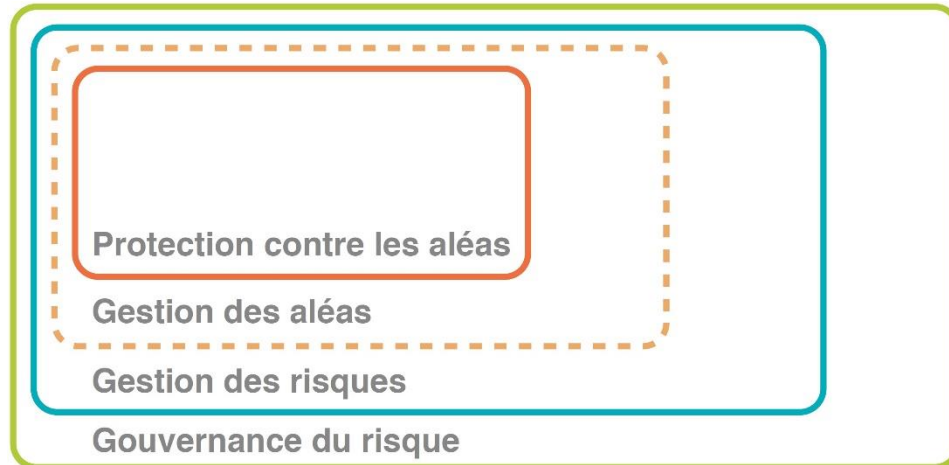 Protection contre les aléas
Gestion des aléas
Gestion des risques
Gouvernance du risque